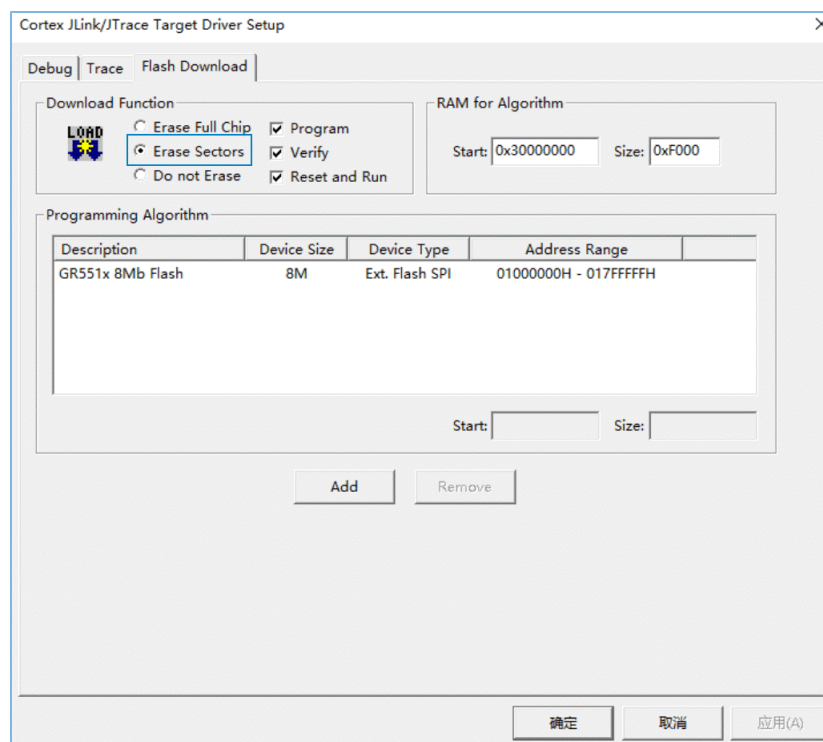 Cortex JLink/JTrace Target Driver Setup
Debug Trace Flash Download
Download Function
LOAD
Erase Full Chip
Erase Sectors
Do not Erase
Program
Verify
Reset and Run
RAM for Algorithm
Start: 0x30000000 Size: 0xF000
Programming Algorithm
Description Device Size Device Type Address Range
GR551x 8Mb Flash 8M Ext. Flash SPI 01000000H - 017FFFFFH
Start: Size:
Add Remove
确定 取消 应用(A)